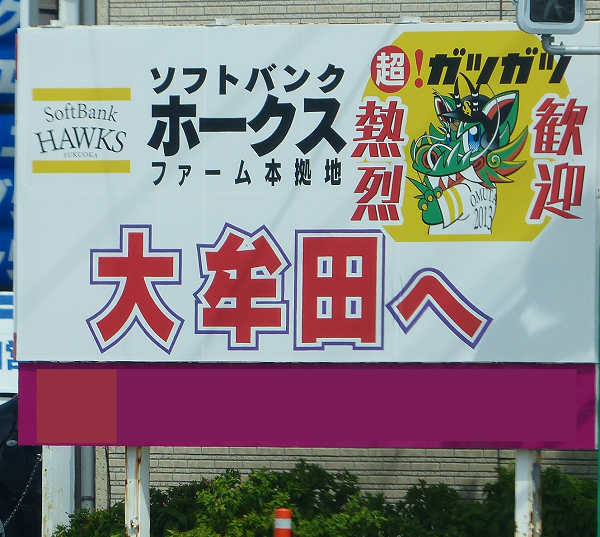 SoftBank
HAWKS
FUKUOKA
ソフトバンク
ホークス
ファーム本拠地
超!ガツガツ
熱烈
歓迎
OMUTA
2013
大牟田へ